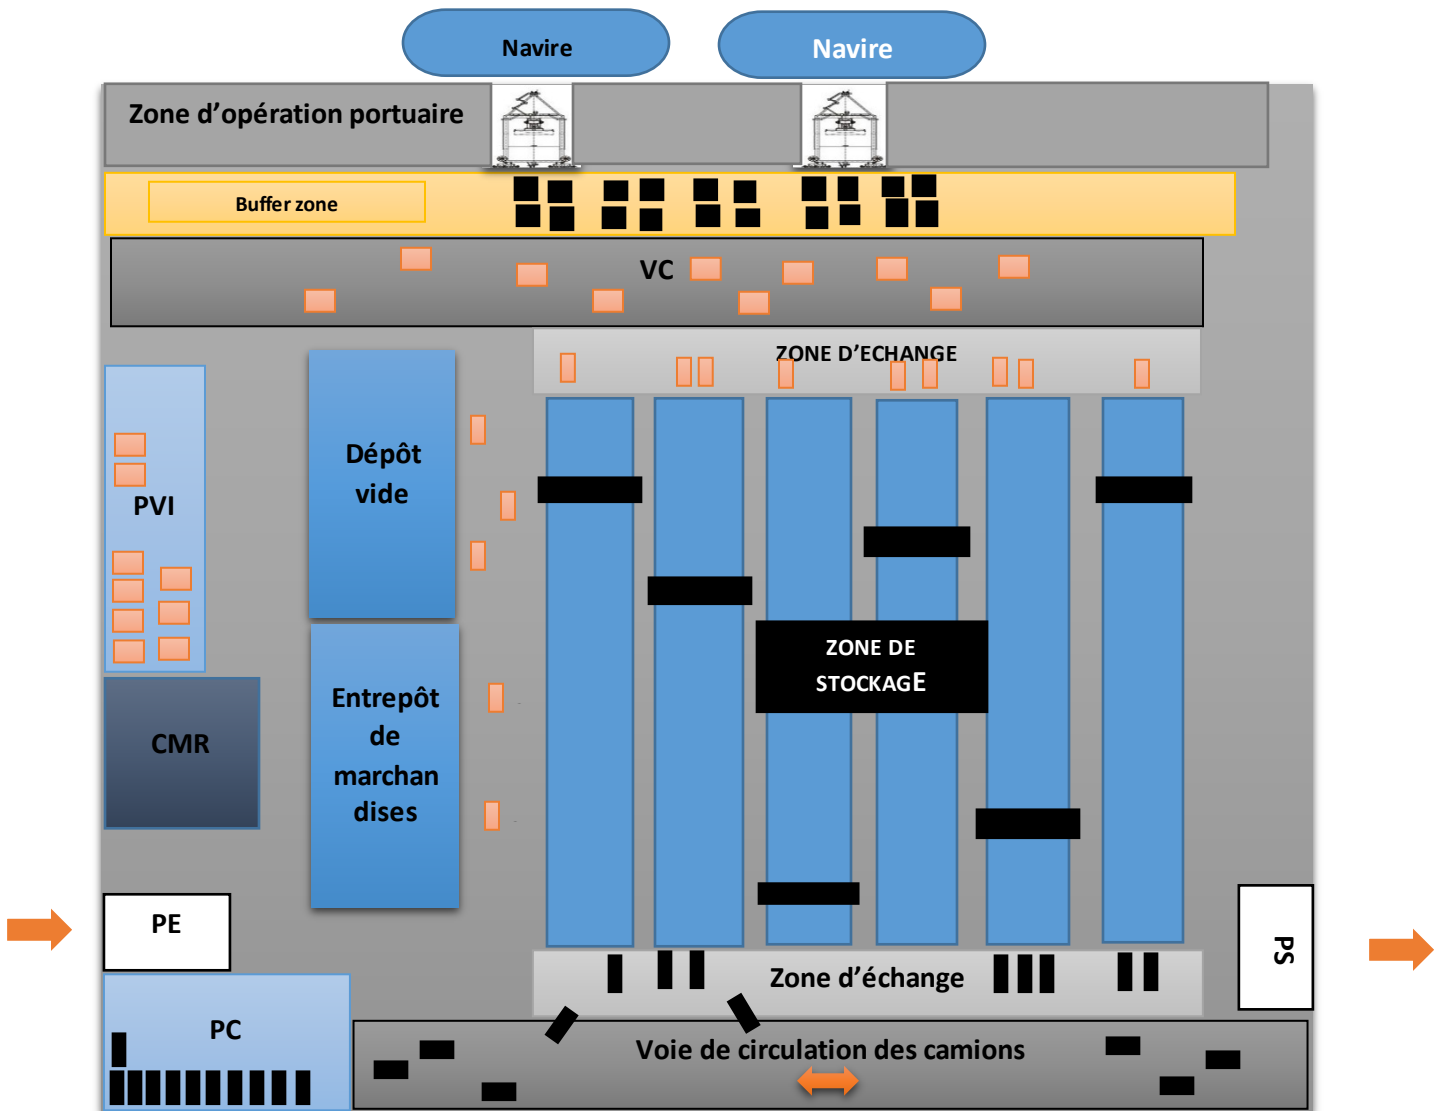 Navire
Navire
Zone d’opération portuaire
Buffer zone
VC
ZONE D’ECHANGE
Dépôt
vide
PVI
ZONE DE
STOCKAGE
Entrepôt
de
marchan
dises
CMR
PE
PS
Zone d’échange
PC
Voie de circulation des camions